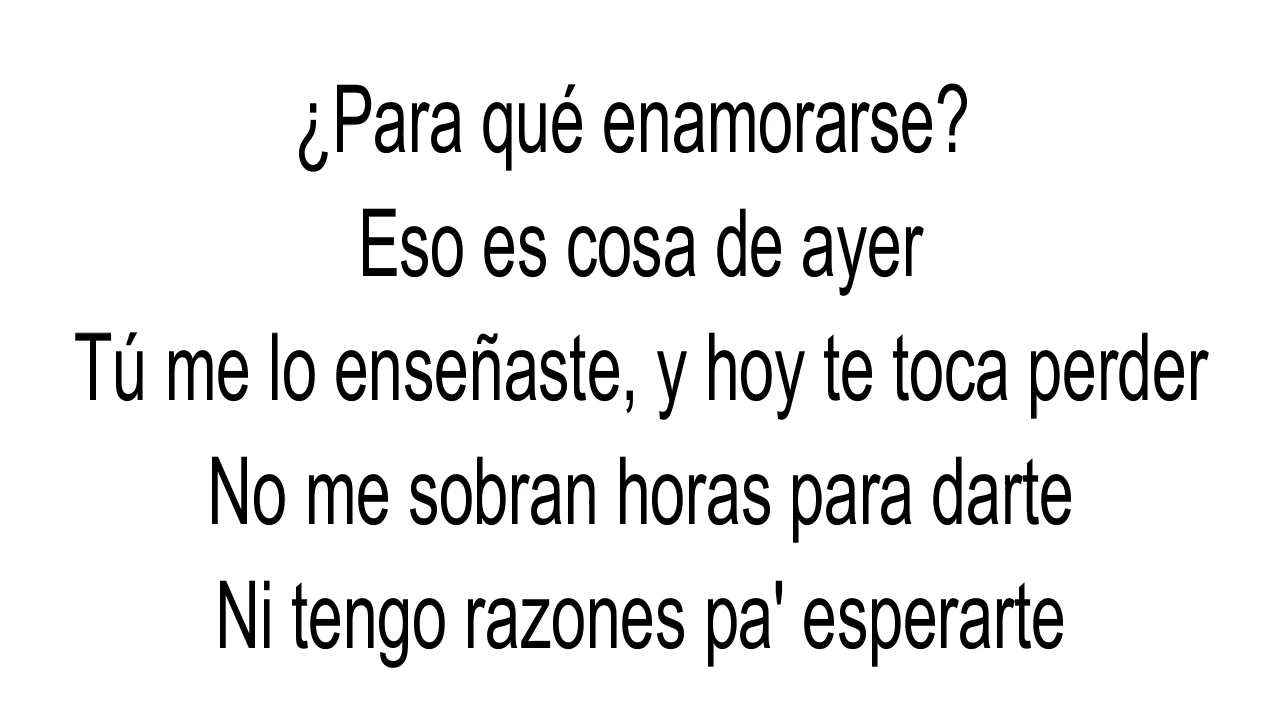 ¿Para qué enamorarse?
Eso es cosa de ayer
Tú me lo enseñaste, y hoy te toca perder
No me sobran horas para darte
Ni tengo razones pa' esperarte